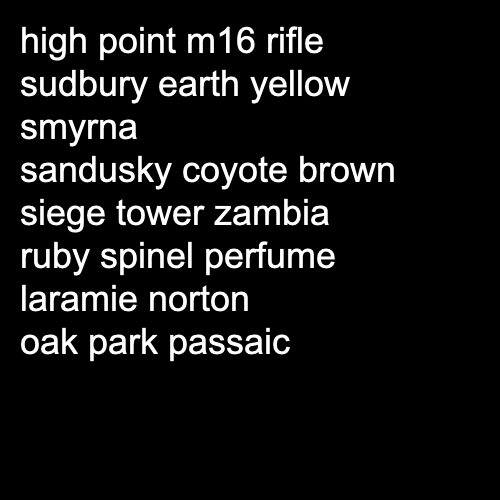 high point m16 rifle
sudbury earth yellow
smyrna
sandusky coyote brown
siege tower zambia
ruby spinel perfume
laramie norton
oak park passaic